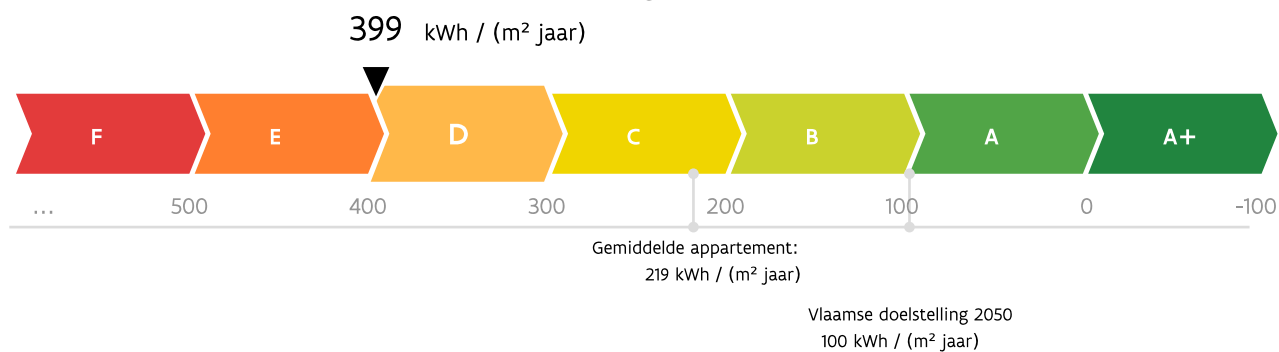 399 kWh / (m² jaar)
F E D C B A A+
... 500 400 300 200 100 0 -100
Gemiddelde appartement:
219 kWh / (m² jaar)
Vlaamse doelstelling 2050
100 kWh / (m² jaar)